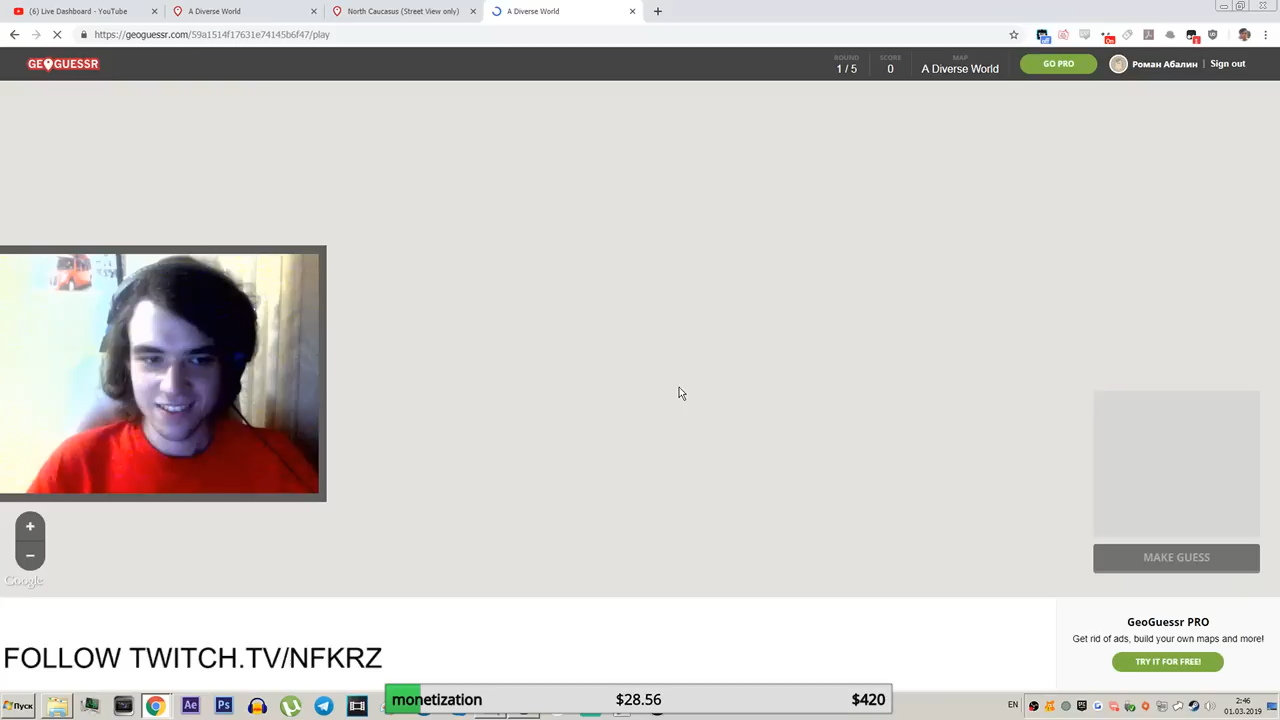 (6) Live Dashboard - YouTube
A Diverse World
North Caucasus (Street View only)
A Diverse World
https://geoguessr.com/59a1514f17631e74145b6f47/play
GEOGUESSR
ROUND
1 / 5
SCORE
0
MAP
A Diverse World
GO PRO
Роман Абалин
Sign out
Google
MAKE GUESS
GeoGuessr PRO
Get rid of ads, build your own maps and more!
TRY IT FOR FREE!
FOLLOW TWITCH.TV/NFKRZ
monetization $28.56 $420
Пуск
Ae
Ps
EN
2:46
01.03.2019